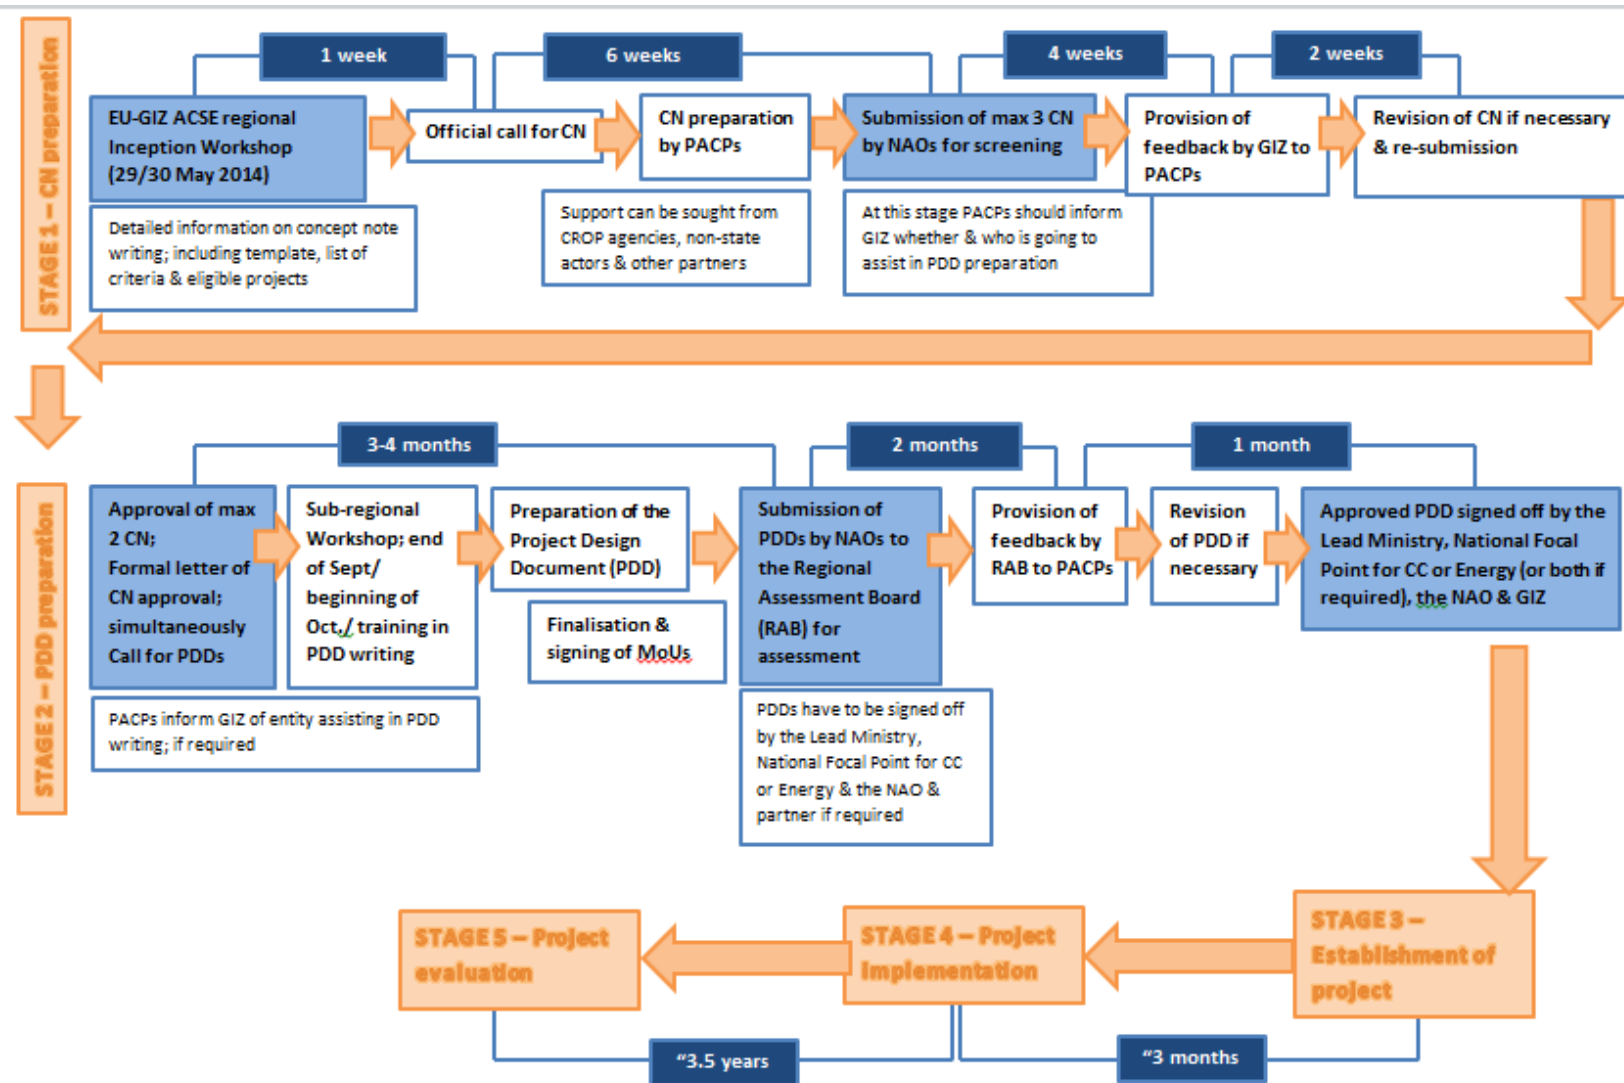 STAGE 1 – CN preparation
1 week
6 weeks
4 weeks
2 weeks
EU-GIZ ACSE regional
Inception Workshop
(29/30 May 2014)
Official call for CN
CN preparation
by PACPs
Submission of max 3 CN
by NAOs for screening
Provision of
feedback by GIZ to
PACPs
Revision of CN if necessary
& re-submission
Detailed information on concept note
writing; including template, list of
criteria & eligible projects
Support can be sought from
CROP agencies, non-state
actors & other partners
At this stage PACPs should inform
GIZ whether & who is going to
assist in PDD preparation
STAGE 2 – PDD preparation
3-4 months
2 months
1 month
Approval of max
2 CN;
Formal letter of
CN approval;
simultaneously
Call for PDDs
Sub-regional
Workshop; end
of Sept/
beginning of
Oct,/ training in
PDD writing
Preparation of the
Project Design
Document (PDD)
Finalisation &
signing of MoUs
Submission of
PDDs by NAOs to
the Regional
Assessment Board
(RAB) for
assessment
Provision of
feedback by
RAB to PACPs
Revision
of PDD if
necessary
Approved PDD signed off by the
Lead Ministry, National Focal
Point for CC or Energy (or both if
required), the NAO & GIZ
PACPs inform GIZ of entity assisting in PDD
writing; if required
PDDs have to be signed off
by the Lead Ministry,
National Focal Point for CC
or Energy & the NAO &
partner if required
STAGE 3 –
Establishment of
project
STAGE 4 – Project
Implementation
STAGE 5 – Project
evaluation
~3 months
~3.5 years